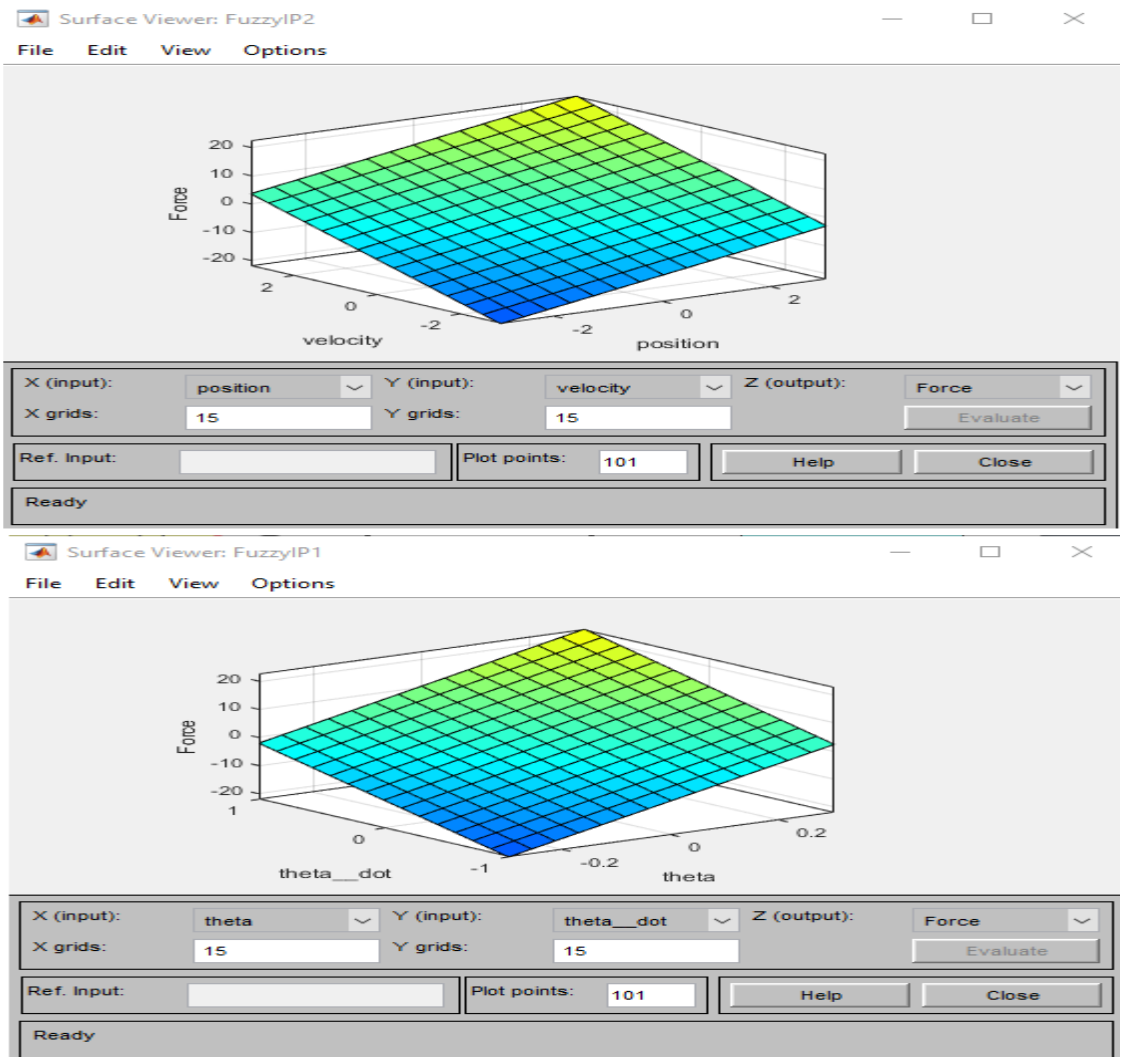 Surface Viewer: FuzzyIP2
File Edit View Options
20
10
0
-10
-20
Force
2
0
-2
velocity
-2
0
2
position
X (input): position Y (input): velocity Z (output): Force
X grids: 15 Y grids: 15 Evaluate
Ref. Input: Plot points: 101 Help Close
Ready
Surface Viewer: FuzzyIP1
File Edit View Options
20
10
0
-10
-20
Force
1
0
-1
theta__dot
-0.2
0
0.2
theta
X (input): theta Y (input): theta__dot Z (output): Force
X grids: 15 Y grids: 15 Evaluate
Ref. Input: Plot points: 101 Help Close
Ready